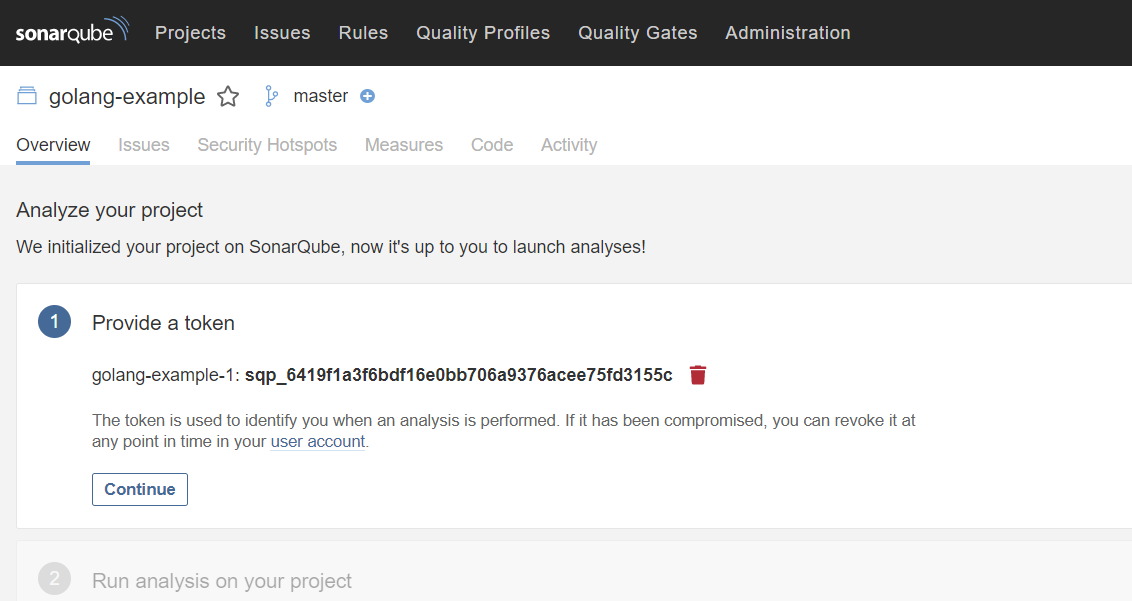 sonarqube Projects Issues Rules Quality Profiles Quality Gates Administration
golang-example master
Overview Issues Security Hotspots Measures Code Activity
Analyze your project
We initialized your project on SonarQube, now it's up to you to launch analyses!
1 Provide a token
golang-example-1: sqp_6419f1a3f6bdf16e0bb706a9376acee75fd3155c
The token is used to identify you when an analysis is performed. If it has been compromised, you can revoke it at
any point in time in your user account.
Continue
2 Run analysis on your project